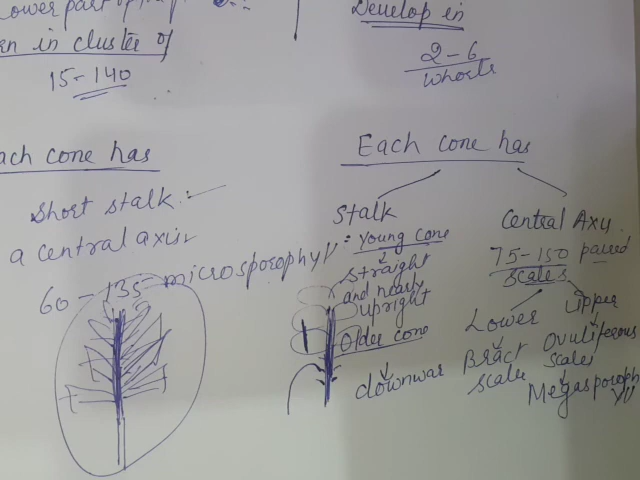 Lower part of
en in cluster of
15-140
Develop in
2-6
whorls
ach cone has
Short stalk
a central axis
60-135 microsporophyll
Each cone has
Stalk
Young cone
straight
and nearly
upright
Older cone
downwar
Central Axis
75-150 paired
scales
Lower
Bract
scale
Upper
Ovuliferous
scales
Megasporophyll